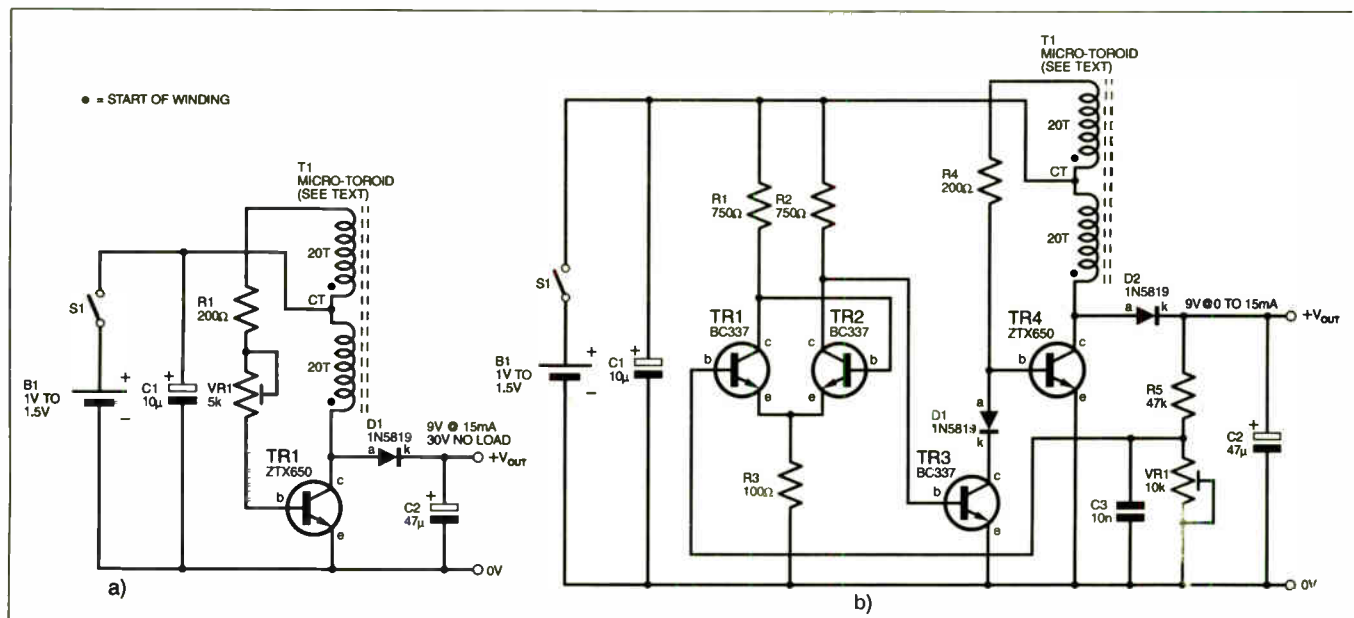 ● = START OF WINDING
T1
MICRO-TOROID
(SEE TEXT)
20T
CT
20T
S1
R1
200Ω
VR1
5k
B1
1V TO
1.5V
+
−
C1
10μ
+
TR1
ZTX650
b
c
e
D1
1N5819
a
k
9V @ 15mA
30V NO LOAD
+VOUT
C2
47μ
+
0V
a)
T1
MICRO-TOROID
(SEE TEXT)
20T
CT
20T
S1
B1
1V TO
1.5V
+
−
C1
10μ
+
R1
750Ω
R2
750Ω
R4
200Ω
TR1
BC337
b
c
e
TR2
BC337
c
b
e
R3
100Ω
D1
1N5819
a
k
TR3
BC337
b
c
e
TR4
ZTX650
b
c
e
D2
1N5819
a
k
9V@0 TO 15mA
+VOUT
R5
47k
VR1
10k
C3
10n
C2
47μ
+
0V
b)